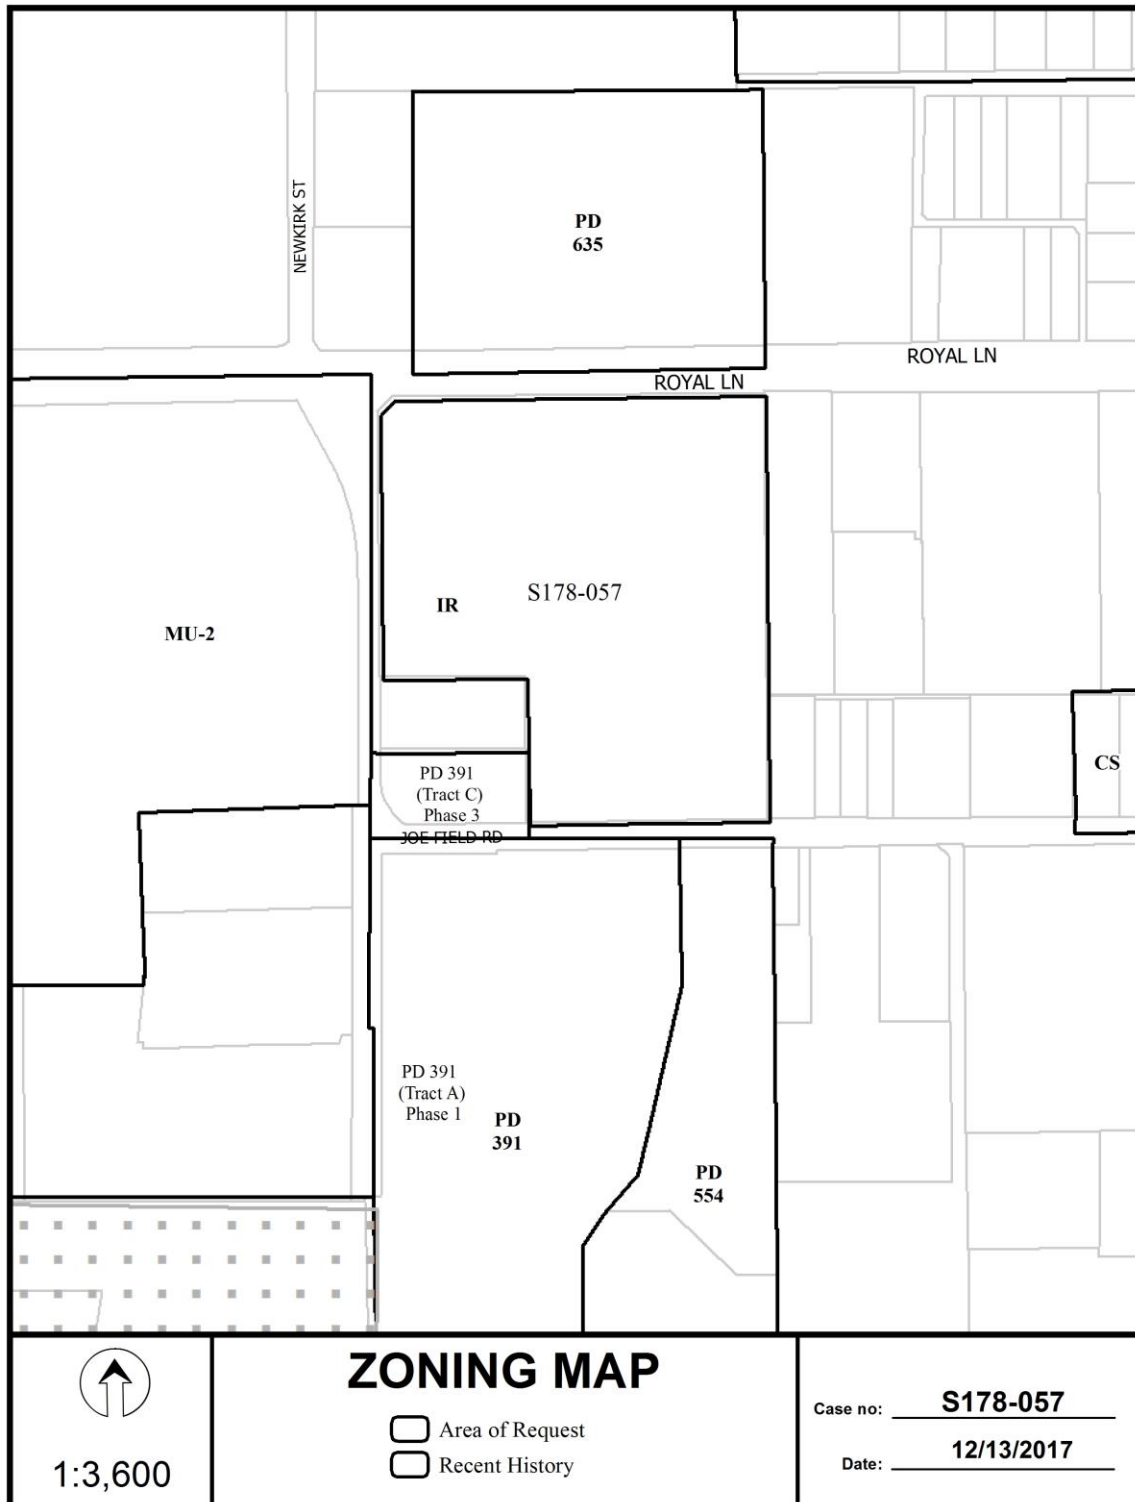 NEWKIRK ST
PD
635
ROYAL LN
ROYAL LN
IR
S178-057
MU-2
PD 391
(Tract C)
Phase 3
JOE FIELD RD
CS
PD 391
(Tract A)
Phase 1
PD
391
PD
554
1:3,600
ZONING MAP
Area of Request
Recent History
Case no: S178-057
Date: 12/13/2017